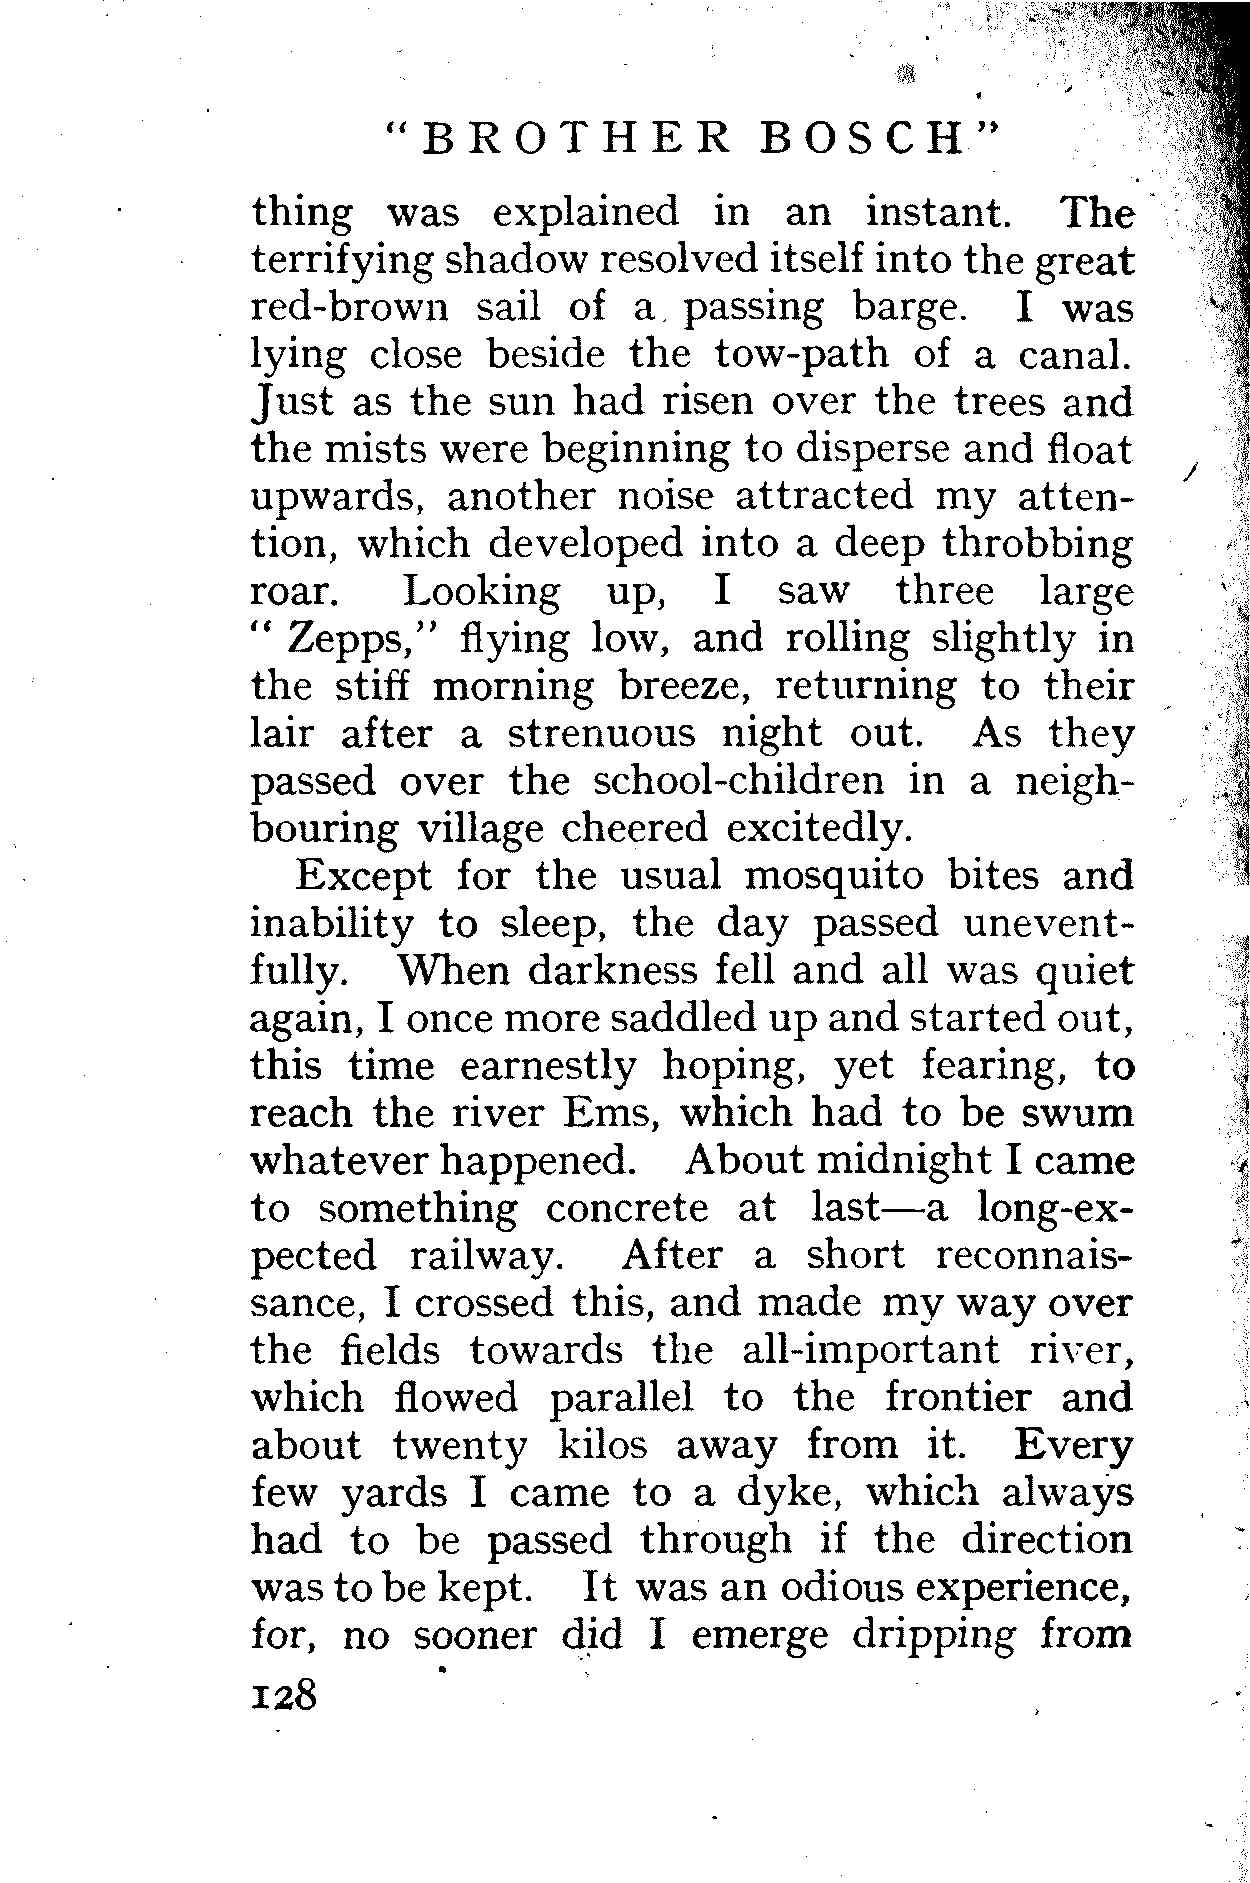 "BROTHER BOSCH"
thing was explained in an instant. The
terrifying shadow resolved itself into the great
red-brown sail of a passing barge. I was
lying close beside the tow-path of a canal.
Just as the sun had risen over the trees and
the mists were beginning to disperse and float
upwards, another noise attracted my atten-
tion, which developed into a deep throbbing
roar. Looking up, I saw three large
" Zepps," flying low, and rolling slightly in
the stiff morning breeze, returning to their
lair after a strenuous night out. As they
passed over the school-children in a neigh-
bouring village cheered excitedly.
Except for the usual mosquito bites and
inability to sleep, the day passed unevent-
fully. When darkness fell and all was quiet
again, I once more saddled up and started out,
this time earnestly hoping, yet fearing, to
reach the river Ems, which had to be swum
whatever happened. About midnight I came
to something concrete at last—a long-ex-
pected railway. After a short reconnais-
sance, I crossed this, and made my way over
the fields towards the all-important river,
which flowed parallel to the frontier and
about twenty kilos away from it. Every
few yards I came to a dyke, which always
had to be passed through if the direction
was to be kept. It was an odious experience,
for, no sooner did I emerge dripping from
128